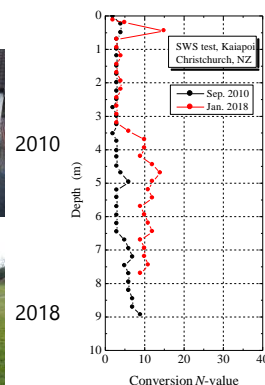 2010
2018
0
1
2
3
4
5
6
7
8
9
10
Depth (m)
SWS test, Kaiapoi
Christchurch, NZ
Sep. 2010
Jan. 2018
0 10 20 30 40
Conversion N-value